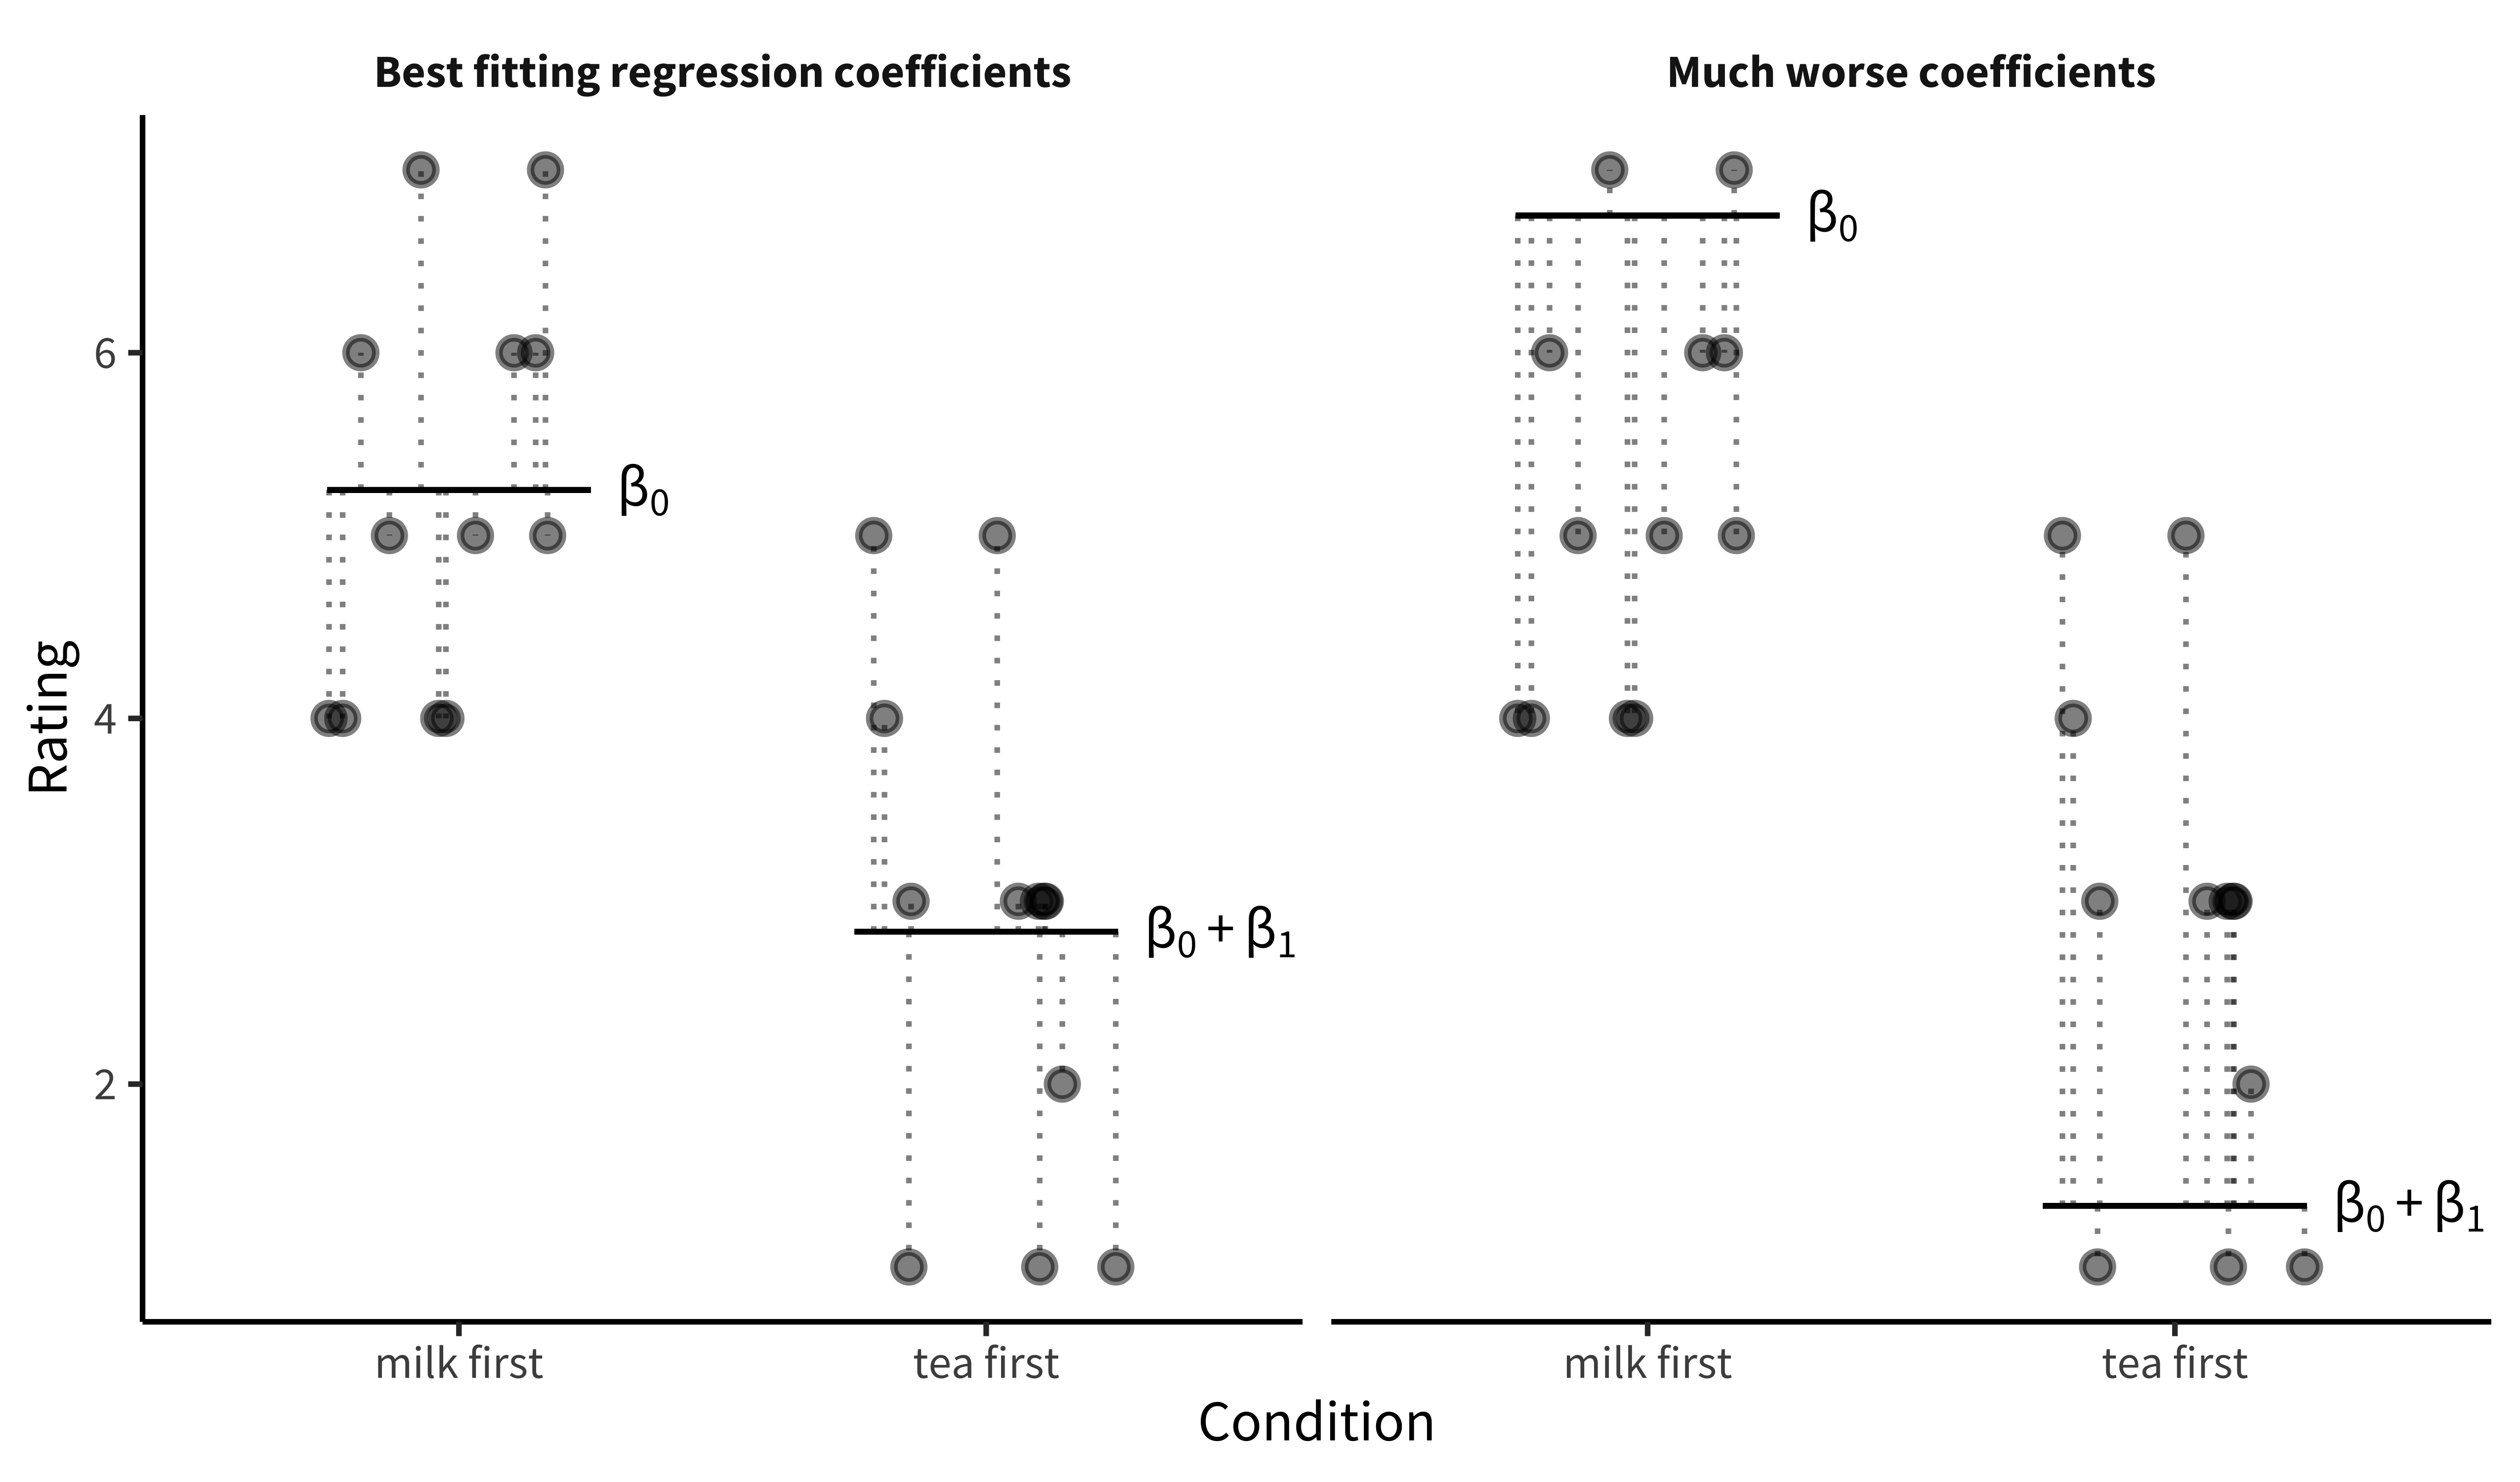 Best fitting regression coefficients
Much worse coefficients
Rating
6
4
2
β₀
β₀ + β₁
β₀
β₀ + β₁
milk first
tea first
milk first
tea first
Condition